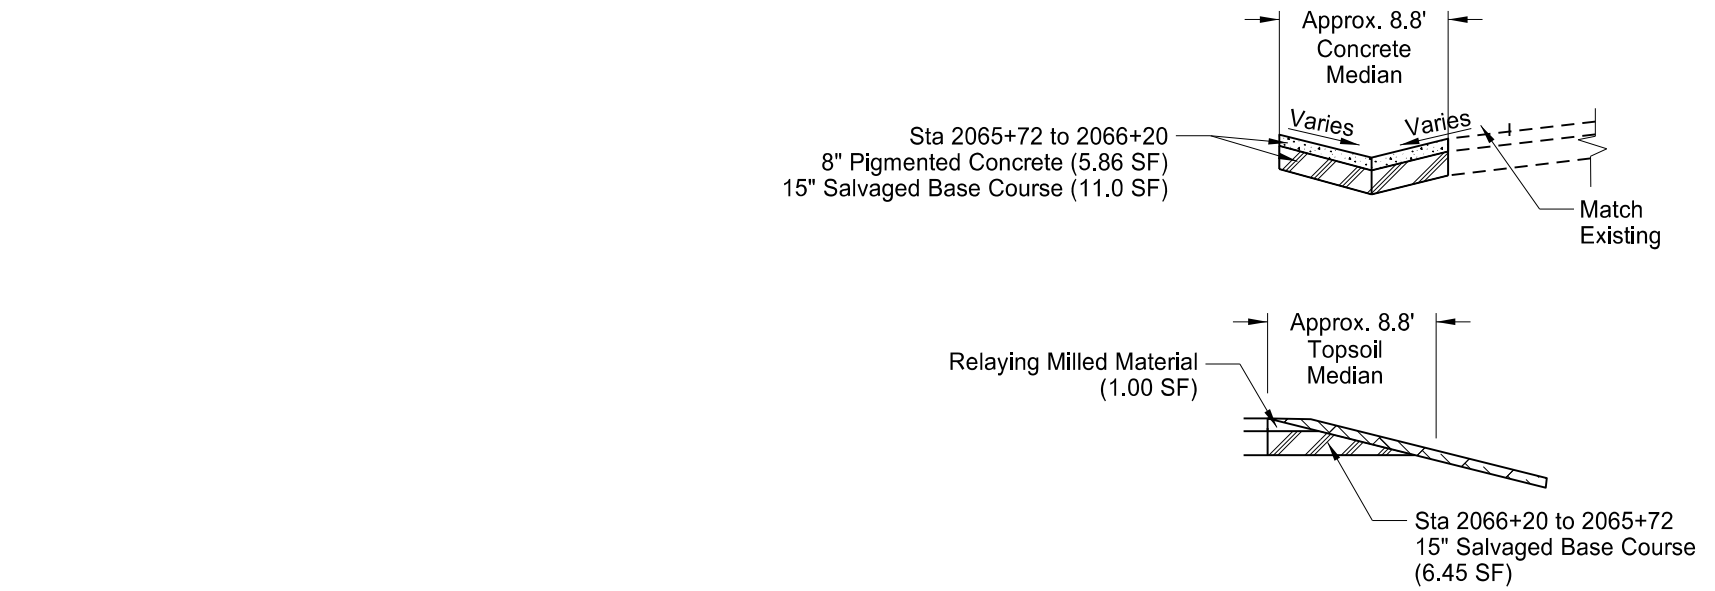 Approx. 8.8'
Concrete
Median
Varies
Varies
Sta 2065+72 to 2066+20
8" Pigmented Concrete (5.86 SF)
15" Salvaged Base Course (11.0 SF)
Match
Existing
Approx. 8.8'
Topsoil
Median
Relaying Milled Material
(1.00 SF)
Sta 2066+20 to 2065+72
15" Salvaged Base Course
(6.45 SF)